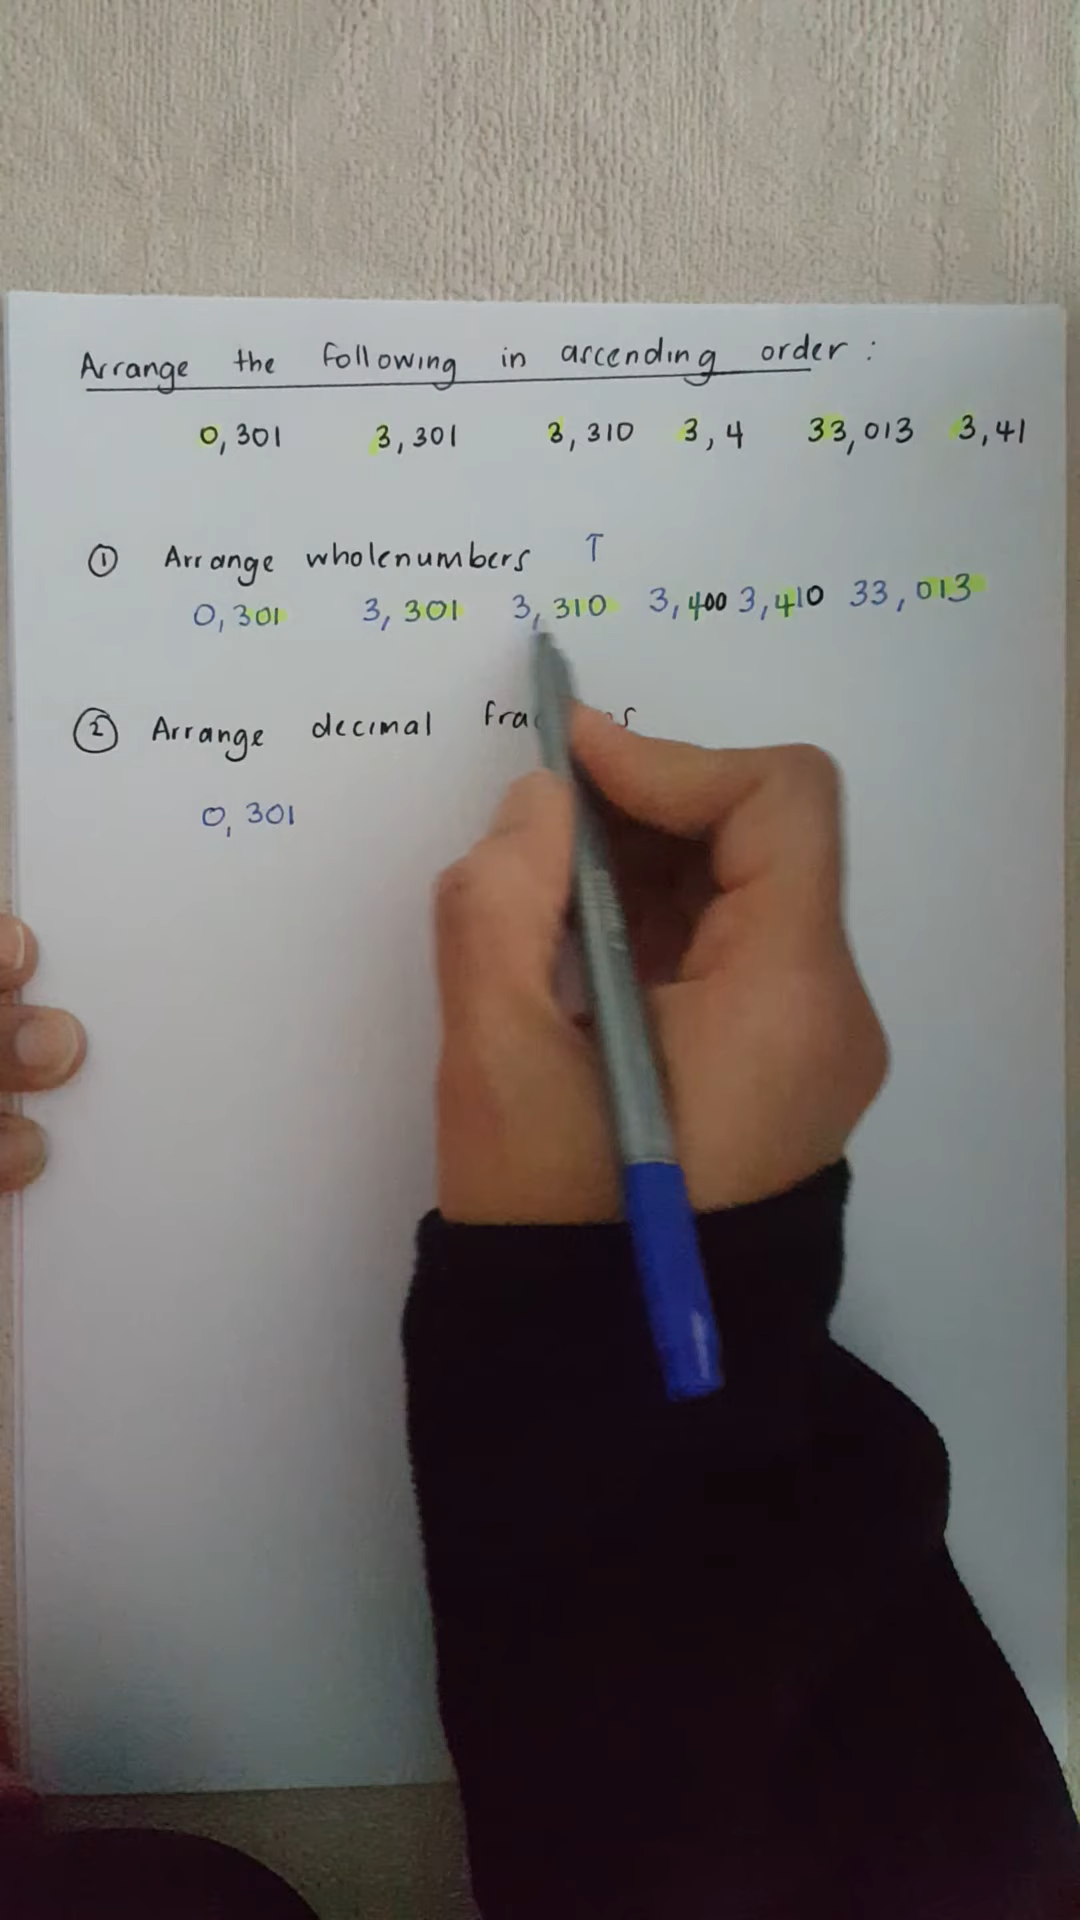 Arrange the following in ascending order:
0,301 3,301 3,310 3,4 33,013 3,41
① Arrange wholenumbers ↑
0,301 3,301 3,310 3,400 3,410 33,013
② Arrange decimal
0,301